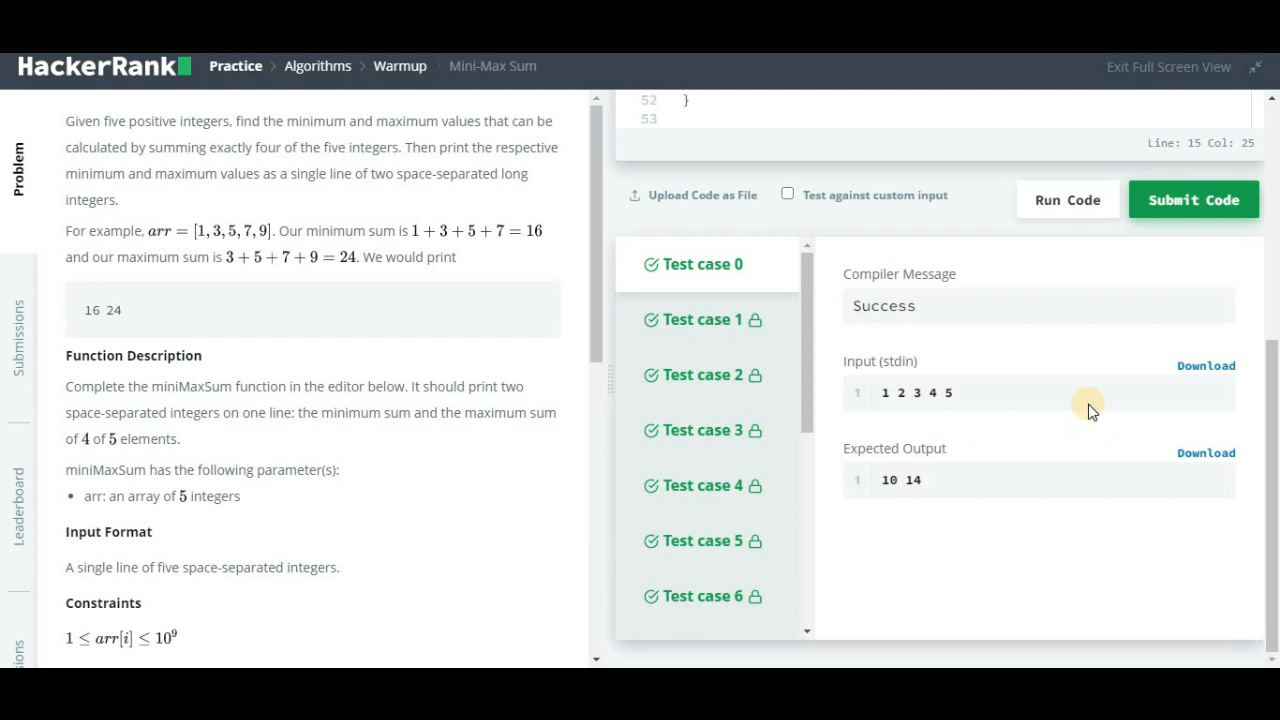 HackerRank
Practice > Algorithms > Warmup > Mini-Max Sum
Exit Full Screen View
Problem
Submissions
Leaderboard
Given five positive integers, find the minimum and maximum values that can be
calculated by summing exactly four of the five integers. Then print the respective
minimum and maximum values as a single line of two space-separated long
integers.
For example, arr = [1, 3, 5, 7, 9]. Our minimum sum is 1 + 3 + 5 + 7 = 16
and our maximum sum is 3 + 5 + 7 + 9 = 24. We would print
16 24
Function Description
Complete the miniMaxSum function in the editor below. It should print two
space-separated integers on one line: the minimum sum and the maximum sum
of 4 of 5 elements.
miniMaxSum has the following parameter(s):
• arr: an array of 5 integers
Input Format
A single line of five space-separated integers.
Constraints
1 ≤ arr[i] ≤ 10⁹
52 }
53
Line: 15 Col: 25
Upload Code as File
Test against custom input
Run Code
Submit Code
Test case 0
Test case 1
Test case 2
Test case 3
Test case 4
Test case 5
Test case 6
Compiler Message
Success
Input (stdin)
Download
1 1 2 3 4 5
Expected Output
Download
1 10 14